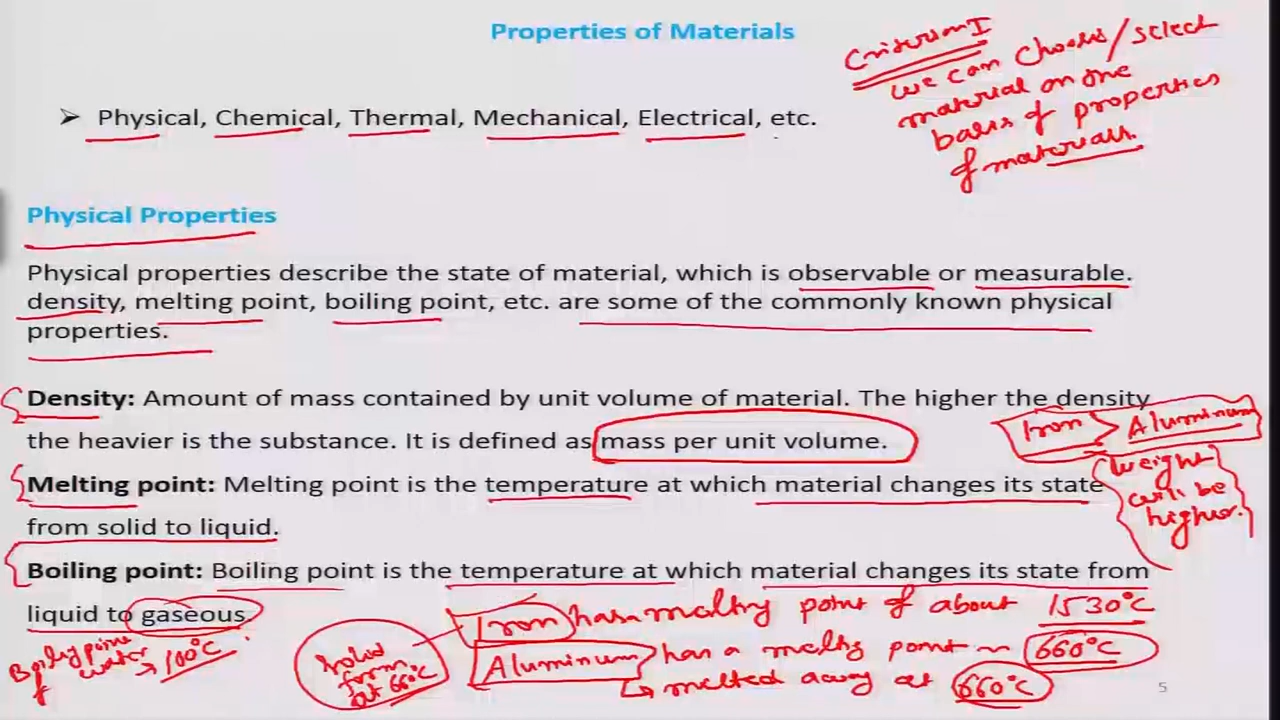 Properties of Materials
Criterion I
we can choose/select
material on the
basis of properties
of materials.
➤ Physical, Chemical, Thermal, Mechanical, Electrical, etc.
Physical Properties
Physical properties describe the state of material, which is observable or measurable.
density, melting point, boiling point, etc. are some of the commonly known physical
properties.
Density: Amount of mass contained by unit volume of material. The higher the density
the heavier is the substance. It is defined as mass per unit volume.
Iron > Aluminum
weight
will be
higher.
Melting point: Melting point is the temperature at which material changes its state
from solid to liquid.
Boiling point: Boiling point is the temperature at which material changes its state from
liquid to gaseous.
Boiling point
of water → 100°C
Solid
form
at 660°C
Iron has melting point of about 1530°C
Aluminum has a melting point 660°C
↳ melted away at 660°C
5